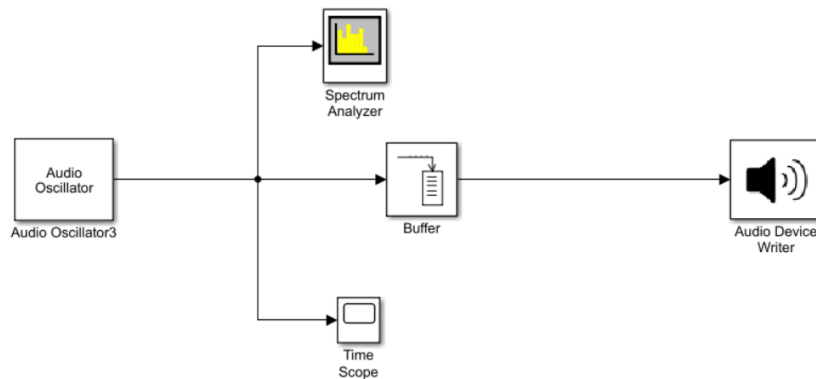 Spectrum
Analyzer
Audio
Oscillator
Audio Oscillator3
Buffer
Audio Device
Writer
Time
Scope